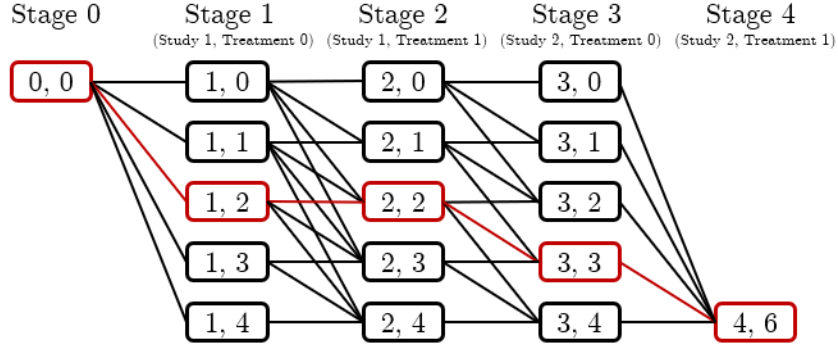 Stage 0 Stage 1 Stage 2 Stage 3 Stage 4
(Study 1, Treatment 0) (Study 1, Treatment 1) (Study 2, Treatment 0) (Study 2, Treatment 1)
0, 0 1, 0 2, 0 3, 0
1, 1 2, 1 3, 1
1, 2 2, 2 3, 2
1, 3 2, 3 3, 3
1, 4 2, 4 3, 4 4, 6